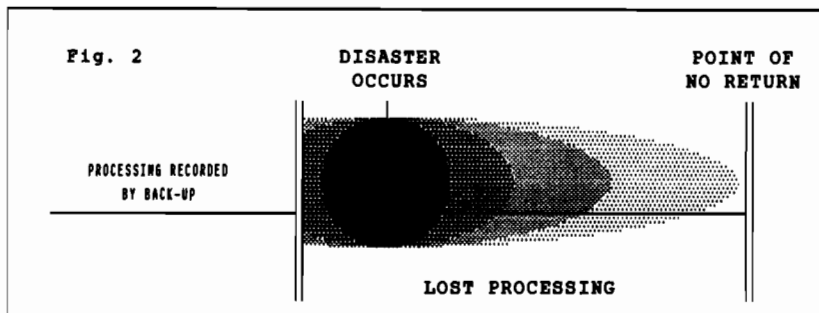 Fig. 2
DISASTER
OCCURS
POINT OF
NO RETURN
PROCESSING RECORDED
BY BACK-UP
LOST PROCESSING